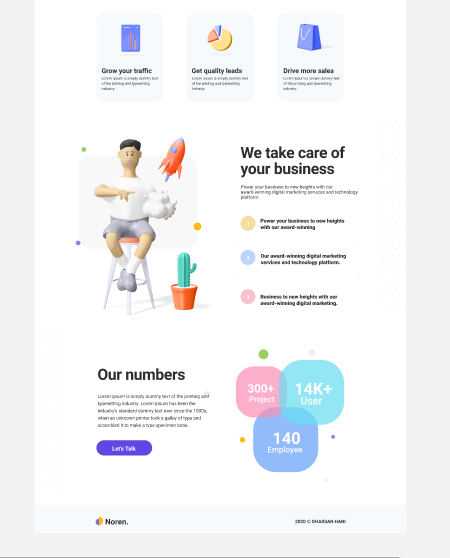 Grow your traffic
Lorem Ipsum is simply dummy text
of the printing and typesetting
industry.
Get quality leads
Lorem Ipsum is simply dummy text
of the printing and typesetting
industry.
Drive more sales
Lorem Ipsum is simply dummy text
of the printing and typesetting
industry.
We take care of
your business
Power your business to new heights with our
award-winning digital marketing services and technology
platform.
1
Power your business to new heights
with our award-winning
2
Our award-winning digital marketing
services and technology platform.
3
Business to new heights with our
award-winning digital marketing.
Our numbers
Lorem Ipsum is simply dummy text of the printing and
typesetting industry. Lorem Ipsum has been the
industry's standard dummy text ever since the 1500s,
when an unknown printer took a galley of type and
scrambled it to make a type specimen book.
Let's Talk
300+
Project
14K+
User
140
Employee
Noren.
2020 © GHASSAN HANI